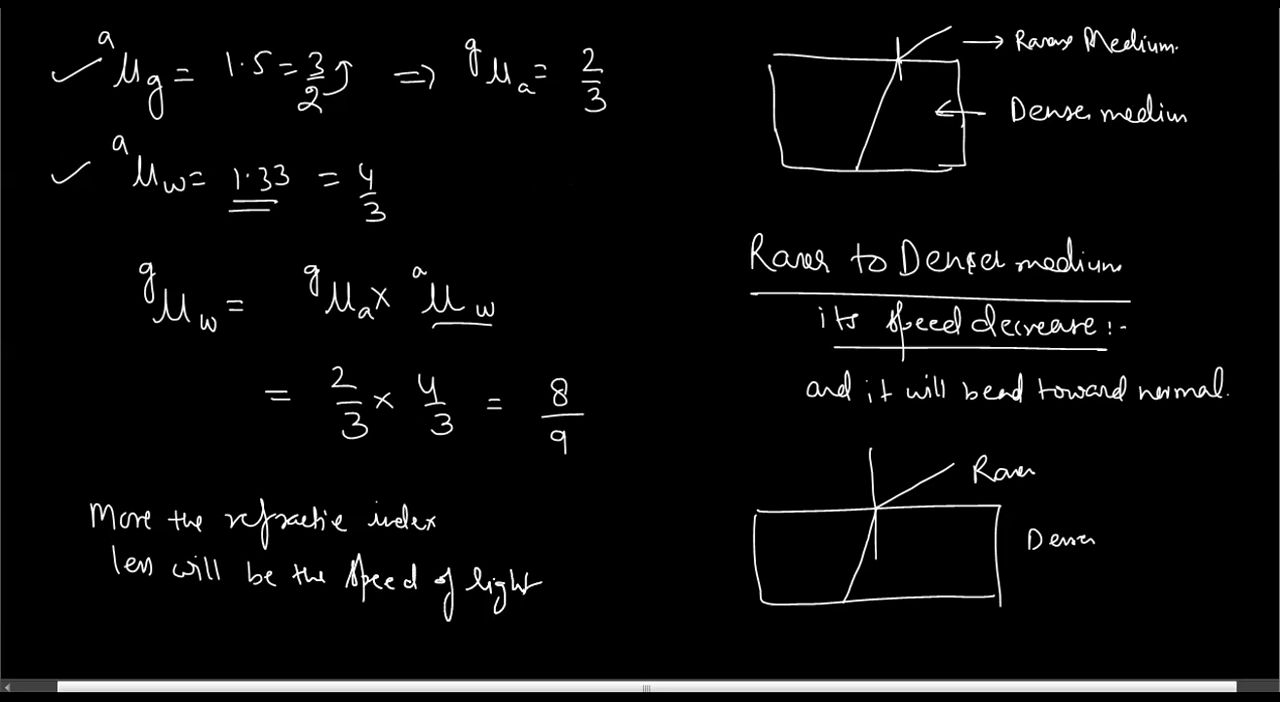 ᵃμg = 1.5 = 3/2 ⇒ ᵍμa = 2/3
ᵃμw = 1.33 = 4/3
ᵍμw = ᵍμa × ᵃμw
= 2/3 × 4/3 = 8/9
More the refractive index
less will be the speed of light
→ Rarer Medium.
← Denser medium
Rarer to Denser medium
its speed decrease :-
and it will bend toward normal.
Rarer
Denser